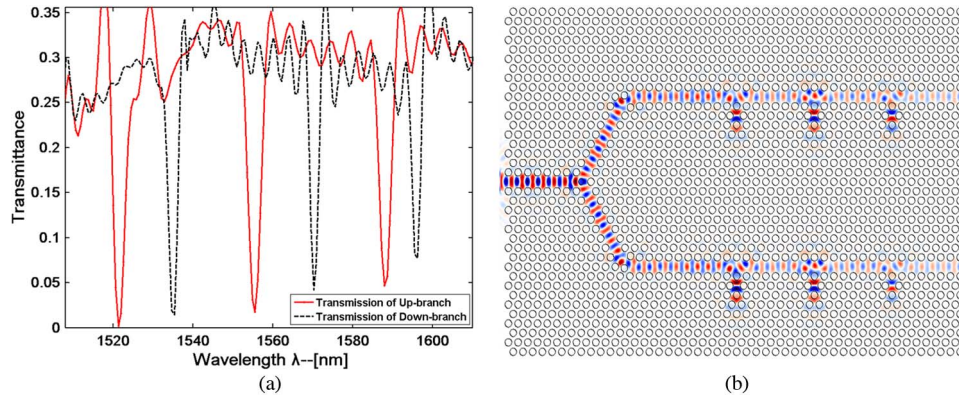 0.35
0.3
0.25
0.2
0.15
0.1
0.05
0
Transmittance
Transmission of Up-branch
Transmission of Down-branch
1520 1540 1560 1580 1600
Wavelength λ--[nm]
(a) (b)